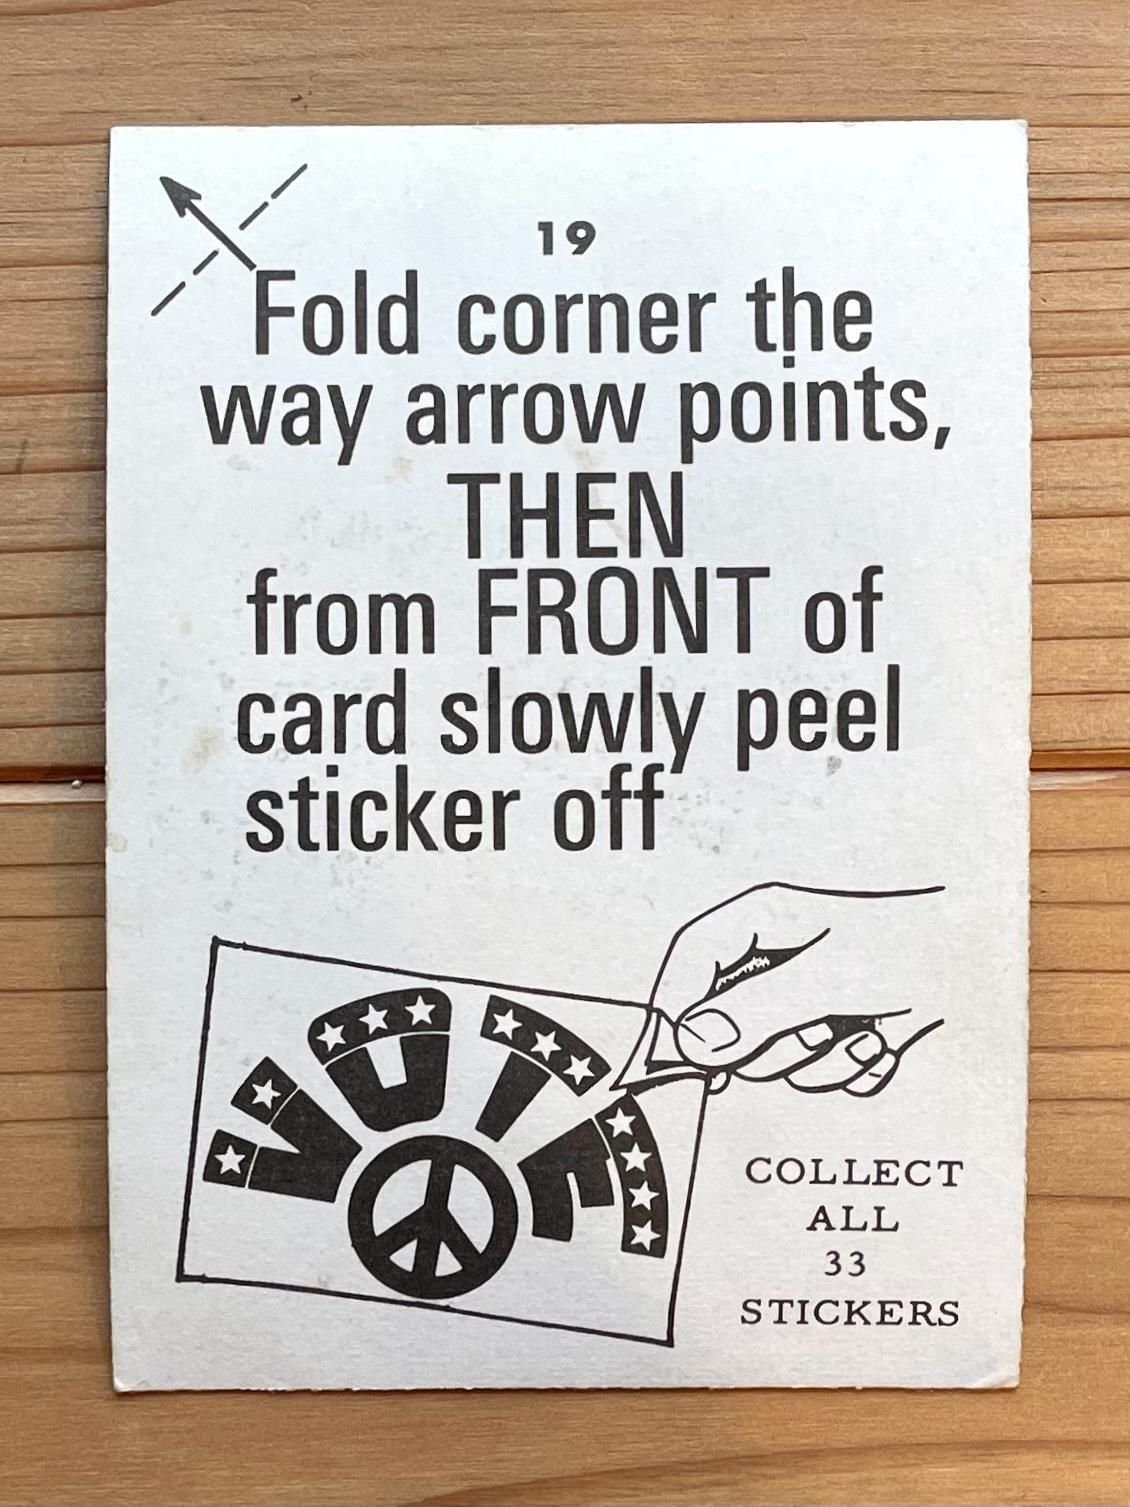 19
Fold corner the
way arrow points,
THEN
from FRONT of
card slowly peel
sticker off
VOTE
COLLECT
ALL
33
STICKERS